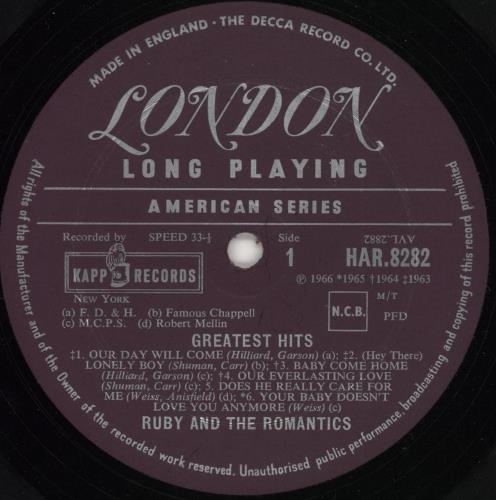 MADE IN ENGLAND · THE DECCA RECORD CO. LTD.
LONDON
LONG PLAYING
AMERICAN SERIES
Recorded by SPEED 33-⅓ Side AVL.2882
KAPP RECORDS 1 HAR.8282
℗ 1966 *1965 †1964 ‡1963
NEW YORK M/T
(a) F. D. & H. (b) Famous Chappell N.C.B. PFD
(c) M.C.P.S. (d) Robert Mellin
GREATEST HITS
‡1. OUR DAY WILL COME (Hilliard, Garson) (a); ‡2. (Hey There)
LONELY BOY (Shuman, Carr) (b); †3. BABY COME HOME
(Hilliard, Garson) (c); †4. OUR EVERLASTING LOVE
(Shuman, Carr) (c); 5. DOES HE REALLY CARE FOR
ME (Weiss, Anisfield) (d); *6. YOUR BABY DOESN'T
LOVE YOU ANYMORE (Weiss) (c)
RUBY AND THE ROMANTICS
All rights of the Manufacturer and of the Owner of the recorded work reserved. Unauthorised public performance, broadcasting and copying of this record prohibited